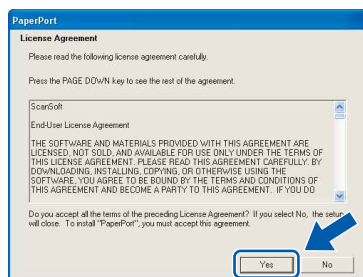 PaperPort
License Agreement
Please read the following license agreement carefully.
Press the PAGE DOWN key to see the rest of the agreement.
ScanSoft
End-User License Agreement
THE SOFTWARE AND MATERIALS PROVIDED WITH THIS AGREEMENT ARE
LICENSED, NOT SOLD, AND AVAILABLE FOR USE ONLY UNDER THE TERMS OF
THIS LICENSE AGREEMENT. PLEASE READ THIS AGREEMENT CAREFULLY. BY
DOWNLOADING, INSTALLING, COPYING, OR OTHERWISE USING THE
SOFTWARE, YOU AGREE TO BE BOUND BY THE TERMS AND CONDITIONS OF
THIS AGREEMENT AND BECOME A PARTY TO THIS AGREEMENT. IF YOU DO
Do you accept all the terms of the preceding License Agreement? If you select No, the setup
will close. To install "PaperPort", you must accept this agreement.
Yes No